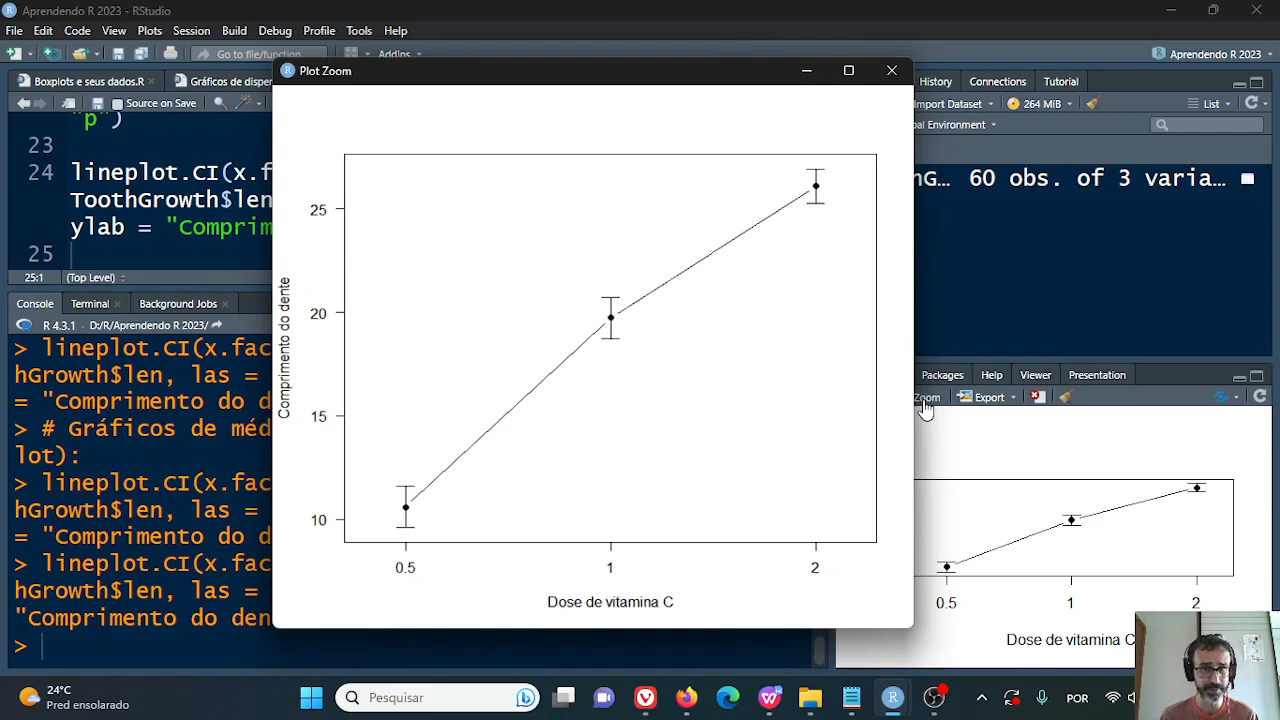 Aprendendo R 2023 - RStudio
File Edit Code View Plots Session Build Debug Profile Tools Help
Go to file/function Addins Aprendendo R 2023
Boxplots e seus dados.R Gráficos de disper
Source on Save
"p")
23
24 lineplot.CI(x.f
ToothGrowth$len
ylab = "Comprim
25
25:1 (Top Level)
Console Terminal Background Jobs
R 4.3.1 · D:/R/Aprendendo R 2023/
> lineplot.CI(x.fac
hGrowth$len, las =
= "Comprimento do d
> # Gráficos de méd
lot):
> lineplot.CI(x.fac
hGrowth$len, las =
= "Comprimento do d
> lineplot.CI(x.fac
hGrowth$len, las =
"Comprimento do den
>
Plot Zoom
Comprimento do dente
25
20
15
10
0.5 1 2
Dose de vitamina C
History Connections Tutorial
mport Dataset 264 MiB List
bal Environment
nG… 60 obs. of 3 varia…
Packages Help Viewer Presentation
Zoom Export
0.5 1 2
Dose de vitamina C
24°C
Pred ensolarado
Pesquisar
POR